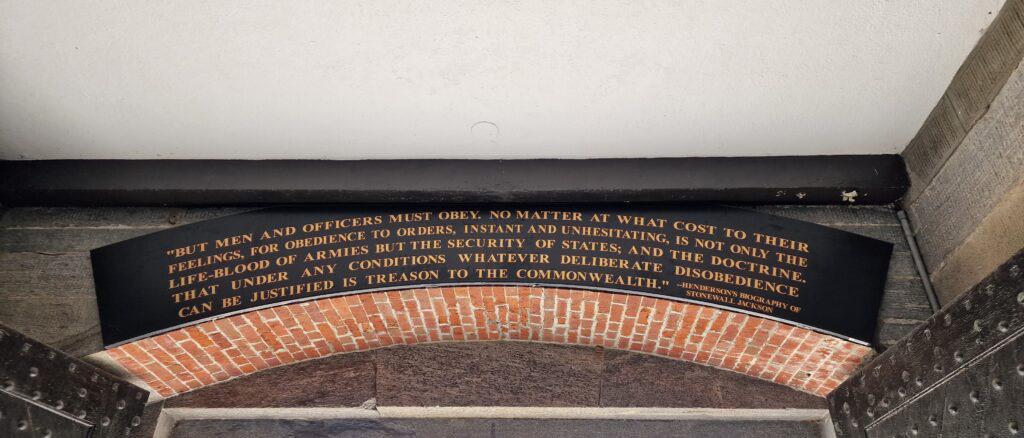 "BUT MEN AND OFFICERS MUST OBEY. NO MATTER AT WHAT COST TO THEIR
FEELINGS, FOR OBEDIENCE TO ORDERS, INSTANT AND UNHESITATING, IS NOT ONLY THE
LIFE-BLOOD OF ARMIES BUT THE SECURITY OF STATES; AND THE DOCTRINE.
THAT UNDER ANY CONDITIONS WHATEVER DELIBERATE DISOBEDIENCE
CAN BE JUSTIFIED IS TREASON TO THE COMMONWEALTH."
–HENDERSON'S BIOGRAPHY OF
STONEWALL JACKSON